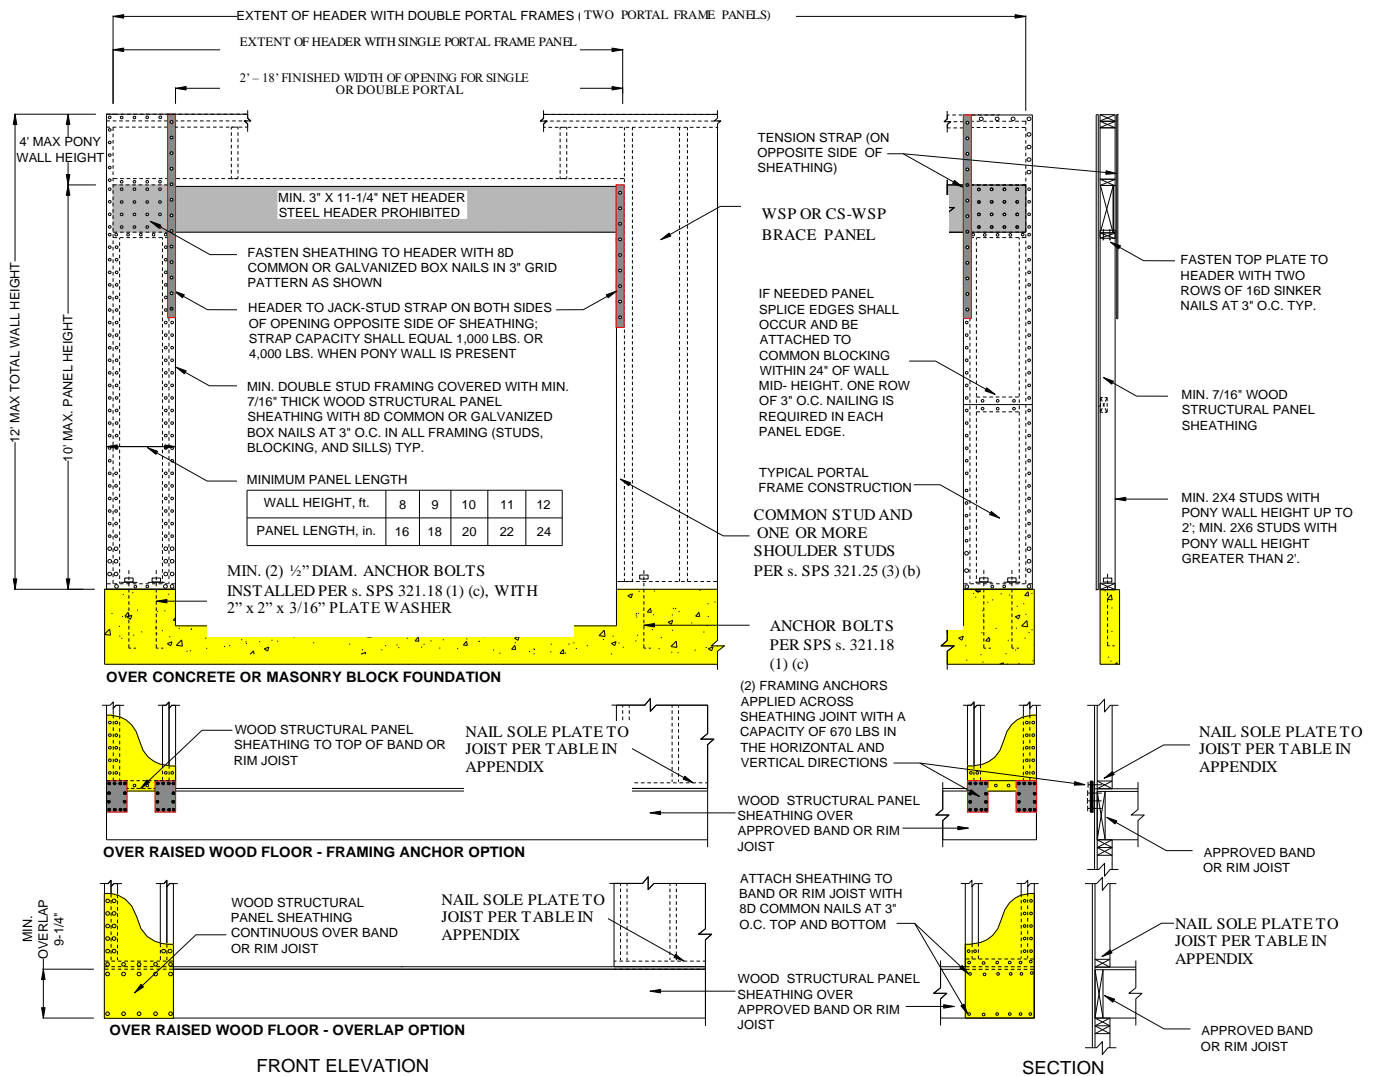 EXTENT OF HEADER WITH DOUBLE PORTAL FRAMES ( TWO PORTAL FRAME PANELS)
EXTENT OF HEADER WITH SINGLE PORTAL FRAME PANEL
2' – 18' FINISHED WIDTH OF OPENING FOR SINGLE
OR DOUBLE PORTAL
4' MAX PONY
WALL HEIGHT
12' MAX TOTAL WALL HEIGHT
10' MAX. PANEL HEIGHT
MIN. 3" X 11-1/4" NET HEADER
STEEL HEADER PROHIBITED
FASTEN SHEATHING TO HEADER WITH 8D
COMMON OR GALVANIZED BOX NAILS IN 3" GRID
PATTERN AS SHOWN
HEADER TO JACK-STUD STRAP ON BOTH SIDES
OF OPENING OPPOSITE SIDE OF SHEATHING;
STRAP CAPACITY SHALL EQUAL 1,000 LBS. OR
4,000 LBS. WHEN PONY WALL IS PRESENT
MIN. DOUBLE STUD FRAMING COVERED WITH MIN.
7/16" THICK WOOD STRUCTURAL PANEL
SHEATHING WITH 8D COMMON OR GALVANIZED
BOX NAILS AT 3" O.C. IN ALL FRAMING (STUDS,
BLOCKING, AND SILLS) TYP.
MINIMUM PANEL LENGTH
WALL HEIGHT, ft. 8 9 10 11 12
PANEL LENGTH, in. 16 18 20 22 24
MIN. (2) ½" DIAM. ANCHOR BOLTS
INSTALLED PER s. SPS 321.18 (1) (c), WITH
2" x 2" x 3/16" PLATE WASHER
OVER CONCRETE OR MASONRY BLOCK FOUNDATION
TENSION STRAP (ON
OPPOSITE SIDE OF
SHEATHING)
WSP OR CS-WSP
BRACE PANEL
IF NEEDED PANEL
SPLICE EDGES SHALL
OCCUR AND BE
ATTACHED TO
COMMON BLOCKING
WITHIN 24" OF WALL
MID- HEIGHT. ONE ROW
OF 3" O.C. NAILING IS
REQUIRED IN EACH
PANEL EDGE.
TYPICAL PORTAL
FRAME CONSTRUCTION
COMMON STUD AND
ONE OR MORE
SHOULDER STUDS
PER s. SPS 321.25 (3) (b)
ANCHOR BOLTS
PER SPS s. 321.18
(1) (c)
FASTEN TOP PLATE TO
HEADER WITH TWO
ROWS OF 16D SINKER
NAILS AT 3" O.C. TYP.
MIN. 7/16" WOOD
STRUCTURAL PANEL
SHEATHING
MIN. 2X4 STUDS WITH
PONY WALL HEIGHT UP TO
2'; MIN. 2X6 STUDS WITH
PONY WALL HEIGHT
GREATER THAN 2'.
WOOD STRUCTURAL PANEL
SHEATHING TO TOP OF BAND OR
RIM JOIST
NAIL SOLE PLATE TO
JOIST PER TABLE IN
APPENDIX
(2) FRAMING ANCHORS
APPLIED ACROSS
SHEATHING JOINT WITH A
CAPACITY OF 670 LBS IN
THE HORIZONTAL AND
VERTICAL DIRECTIONS
WOOD STRUCTURAL PANEL
SHEATHING OVER
APPROVED BAND OR RIM
JOIST
NAIL SOLE PLATE TO
JOIST PER TABLE IN
APPENDIX
APPROVED BAND
OR RIM JOIST
OVER RAISED WOOD FLOOR - FRAMING ANCHOR OPTION
MIN.
OVERLAP
9-1/4"
WOOD STRUCTURAL
PANEL SHEATHING
CONTINUOUS OVER BAND
OR RIM JOIST
NAIL SOLE PLATE TO
JOIST PER TABLE IN
APPENDIX
ATTACH SHEATHING TO
BAND OR RIM JOIST WITH
8D COMMON NAILS AT 3"
O.C. TOP AND BOTTOM
WOOD STRUCTURAL PANEL
SHEATHING OVER
APPROVED BAND OR RIM
JOIST
NAIL SOLE PLATE TO
JOIST PER TABLE IN
APPENDIX
APPROVED BAND
OR RIM JOIST
OVER RAISED WOOD FLOOR - OVERLAP OPTION
FRONT ELEVATION
SECTION